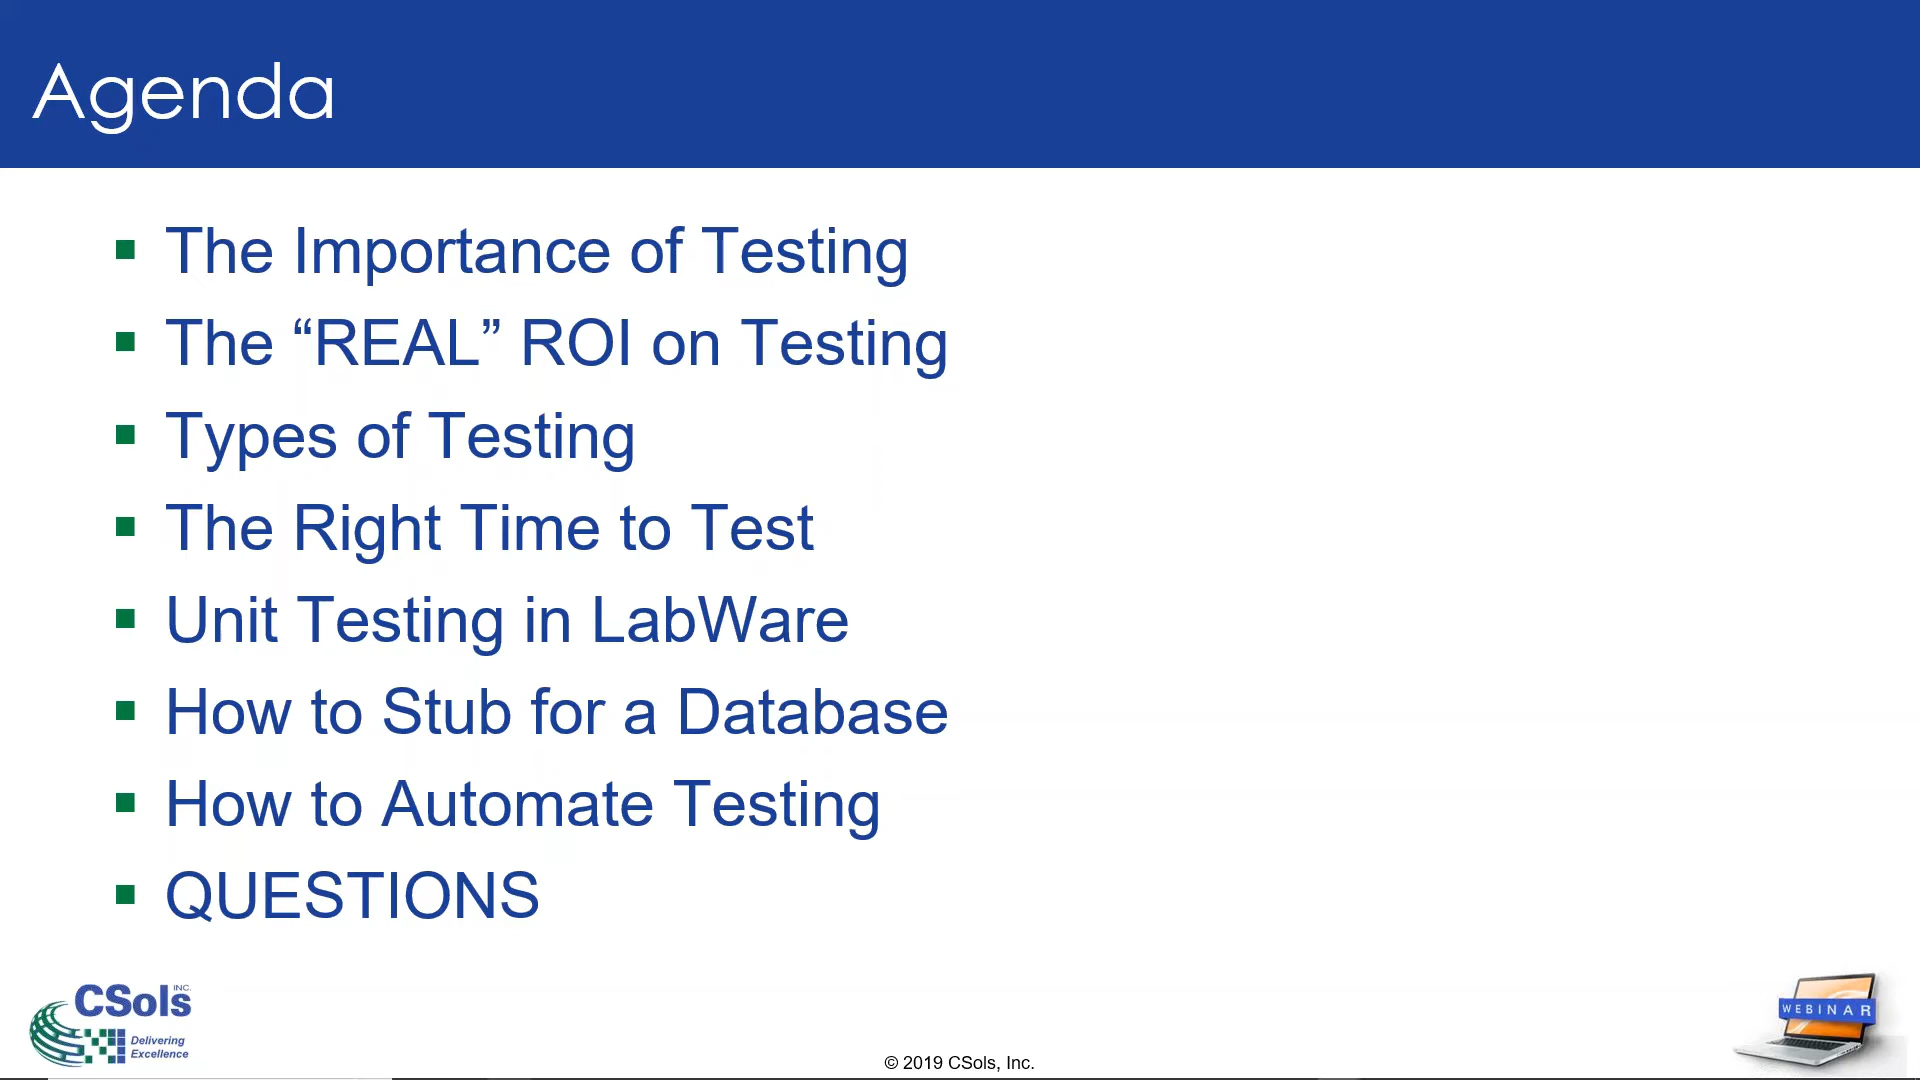 Agenda
The Importance of Testing
The “REAL” ROI on Testing
Types of Testing
The Right Time to Test
Unit Testing in LabWare
How to Stub for a Database
How to Automate Testing
QUESTIONS
CSols INC.
Delivering
Excellence
© 2019 CSols, Inc.
WEBINAR